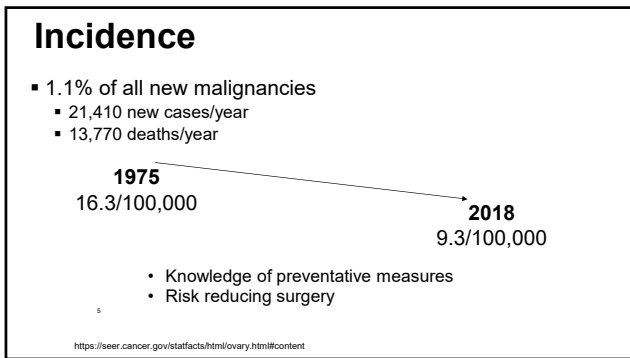 Incidence
▪ 1.1% of all new malignancies
▪ 21,410 new cases/year
▪ 13,770 deaths/year
1975
16.3/100,000
2018
9.3/100,000
• Knowledge of preventative measures
• Risk reducing surgery
5
https://seer.cancer.gov/statfacts/html/ovary.html#content